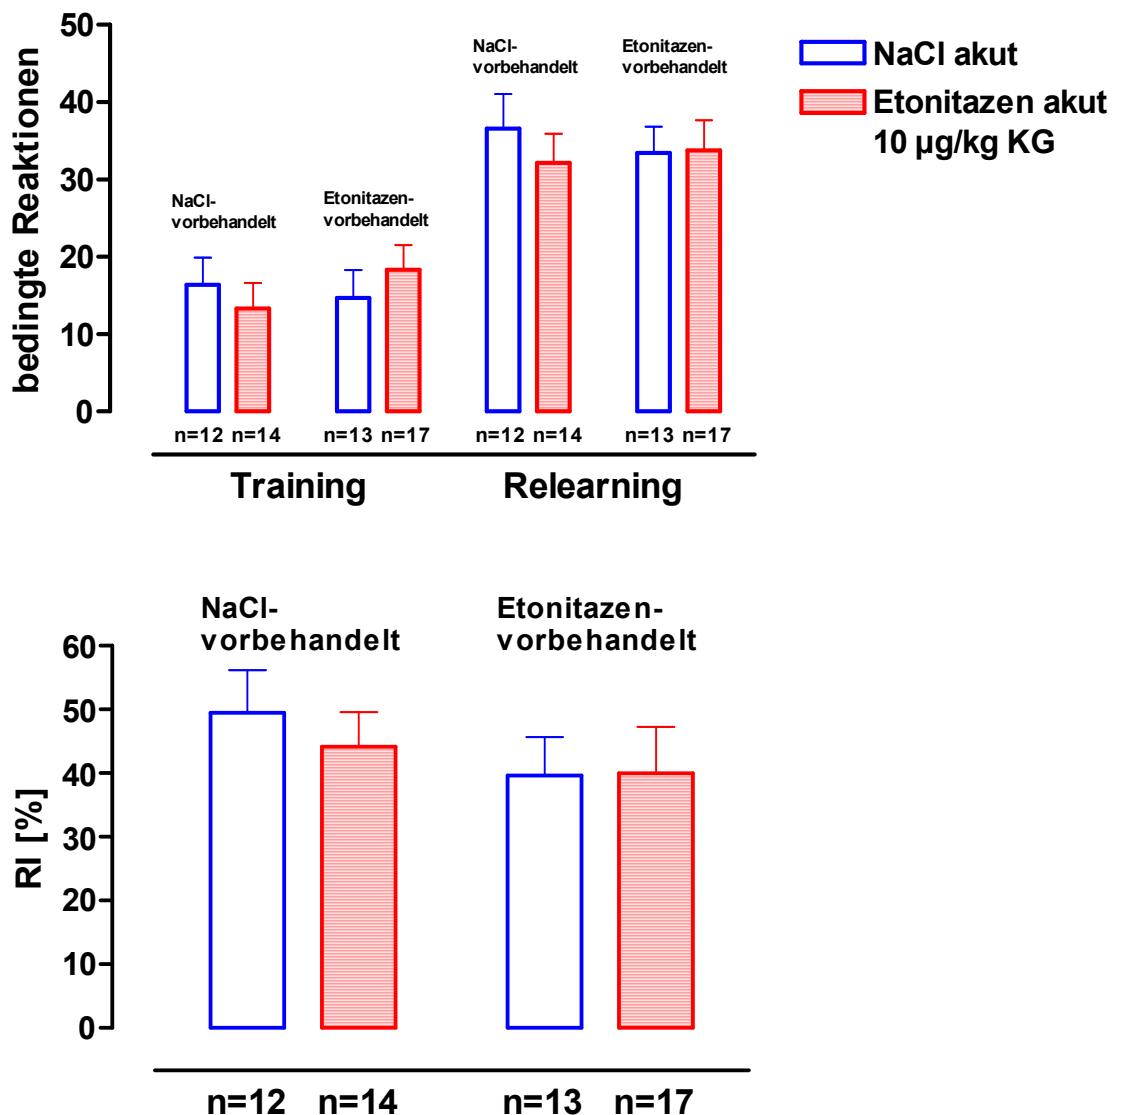 bedingte Reaktionen
50
40
30
20
10
0
NaCl-
vorbehandelt
Etonitazen-
vorbehandelt
NaCl-
vorbehandelt
Etonitazen-
vorbehandelt
n=12 n=14 n=13 n=17 n=12 n=14 n=13 n=17
Training Relearning
NaCl akut
Etonitazen akut
10 µg/kg KG
RI [%]
60
50
40
30
20
10
0
NaCl-
vorbehandelt
Etonitazen-
vorbehandelt
n=12 n=14 n=13 n=17